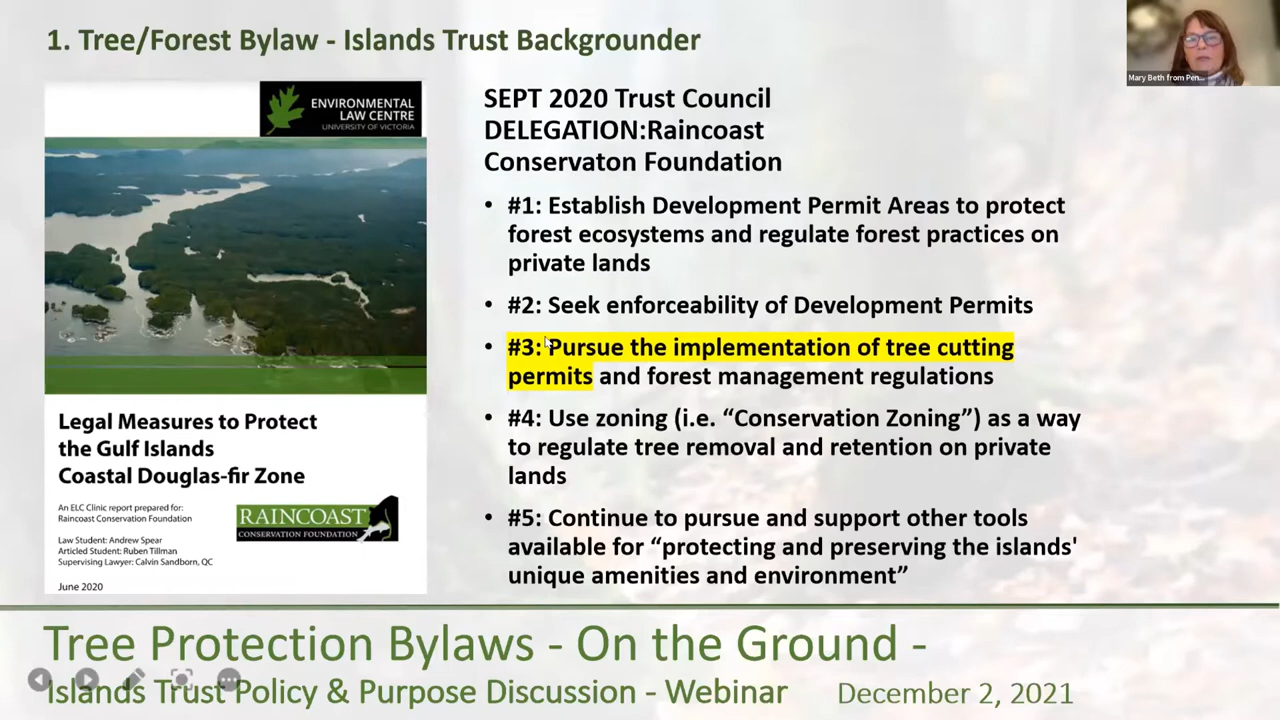 1. Tree/Forest Bylaw - Islands Trust Backgrounder
Mary Beth from Pen...
ENVIRONMENTAL
LAW CENTRE
UNIVERSITY OF VICTORIA
Legal Measures to Protect
the Gulf Islands
Coastal Douglas-fir Zone
An ELC Clinic report prepared for:
Raincoast Conservation Foundation
Law Student: Andrew Spear
Articled Student: Ruben Tillman
Supervising Lawyer: Calvin Sandborn, QC
June 2020
RAINCOAST
CONSERVATION FOUNDATION
SEPT 2020 Trust Council
DELEGATION:Raincoast
Conservaton Foundation
• #1: Establish Development Permit Areas to protect
forest ecosystems and regulate forest practices on
private lands
• #2: Seek enforceability of Development Permits
• #3: Pursue the implementation of tree cutting
permits and forest management regulations
• #4: Use zoning (i.e. “Conservation Zoning”) as a way
to regulate tree removal and retention on private
lands
• #5: Continue to pursue and support other tools
available for “protecting and preserving the islands'
unique amenities and environment”
Tree Protection Bylaws - On the Ground -
Islands Trust Policy & Purpose Discussion - Webinar December 2, 2021